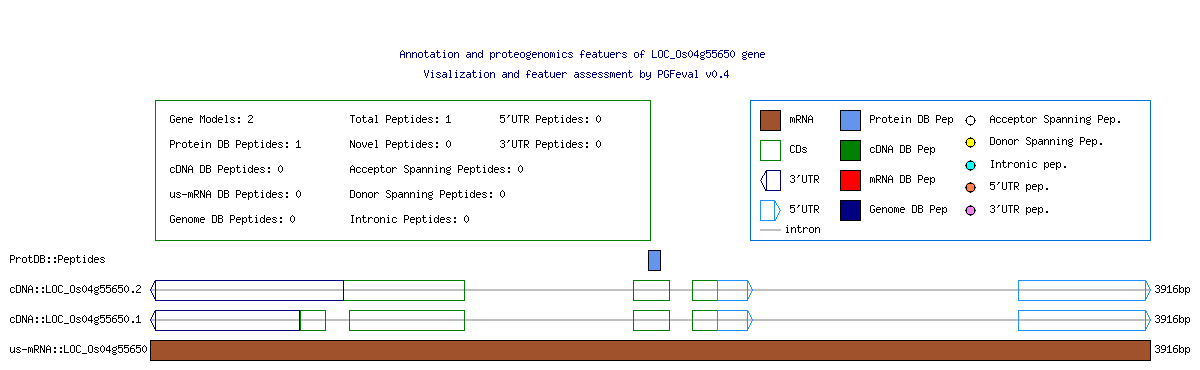 Annotation and proteogenomics featuers of LOC_Os04g55650 gene
Visalization and featuer assessment by PGFeval v0.4
Gene Models: 2 Total Peptides: 1 5'UTR Peptides: 0
Protein DB Peptides: 1 Novel Peptides: 0 3'UTR Peptides: 0
cDNA DB Peptides: 0 Acceptor Spanning Peptides: 0
us-mRNA DB Peptides: 0 Donor Spanning Peptides: 0
Genome DB Peptides: 0 Intronic Peptides: 0
mRNA Protein DB Pep Acceptor Spanning Pep.
CDs cDNA DB Pep Donor Spanning Pep.
3'UTR mRNA DB Pep Intronic pep.
5'UTR Genome DB Pep 5'UTR pep.
intron 3'UTR pep.
ProtDB::Peptides
cDNA::LOC_Os04g55650.2 3916bp
cDNA::LOC_Os04g55650.1 3916bp
us-mRNA::LOC_Os04g55650 3916bp